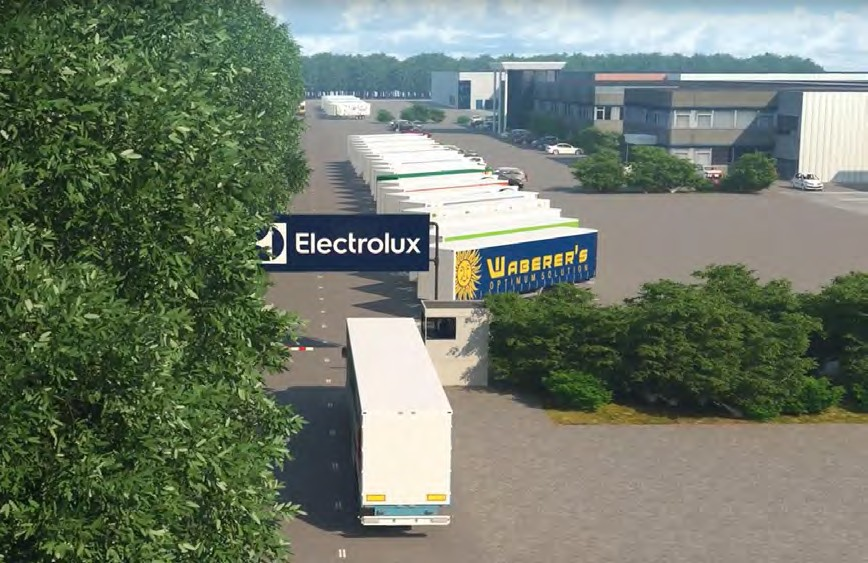 Electrolux
WABERER'S
OPTIMUM SOLUTION